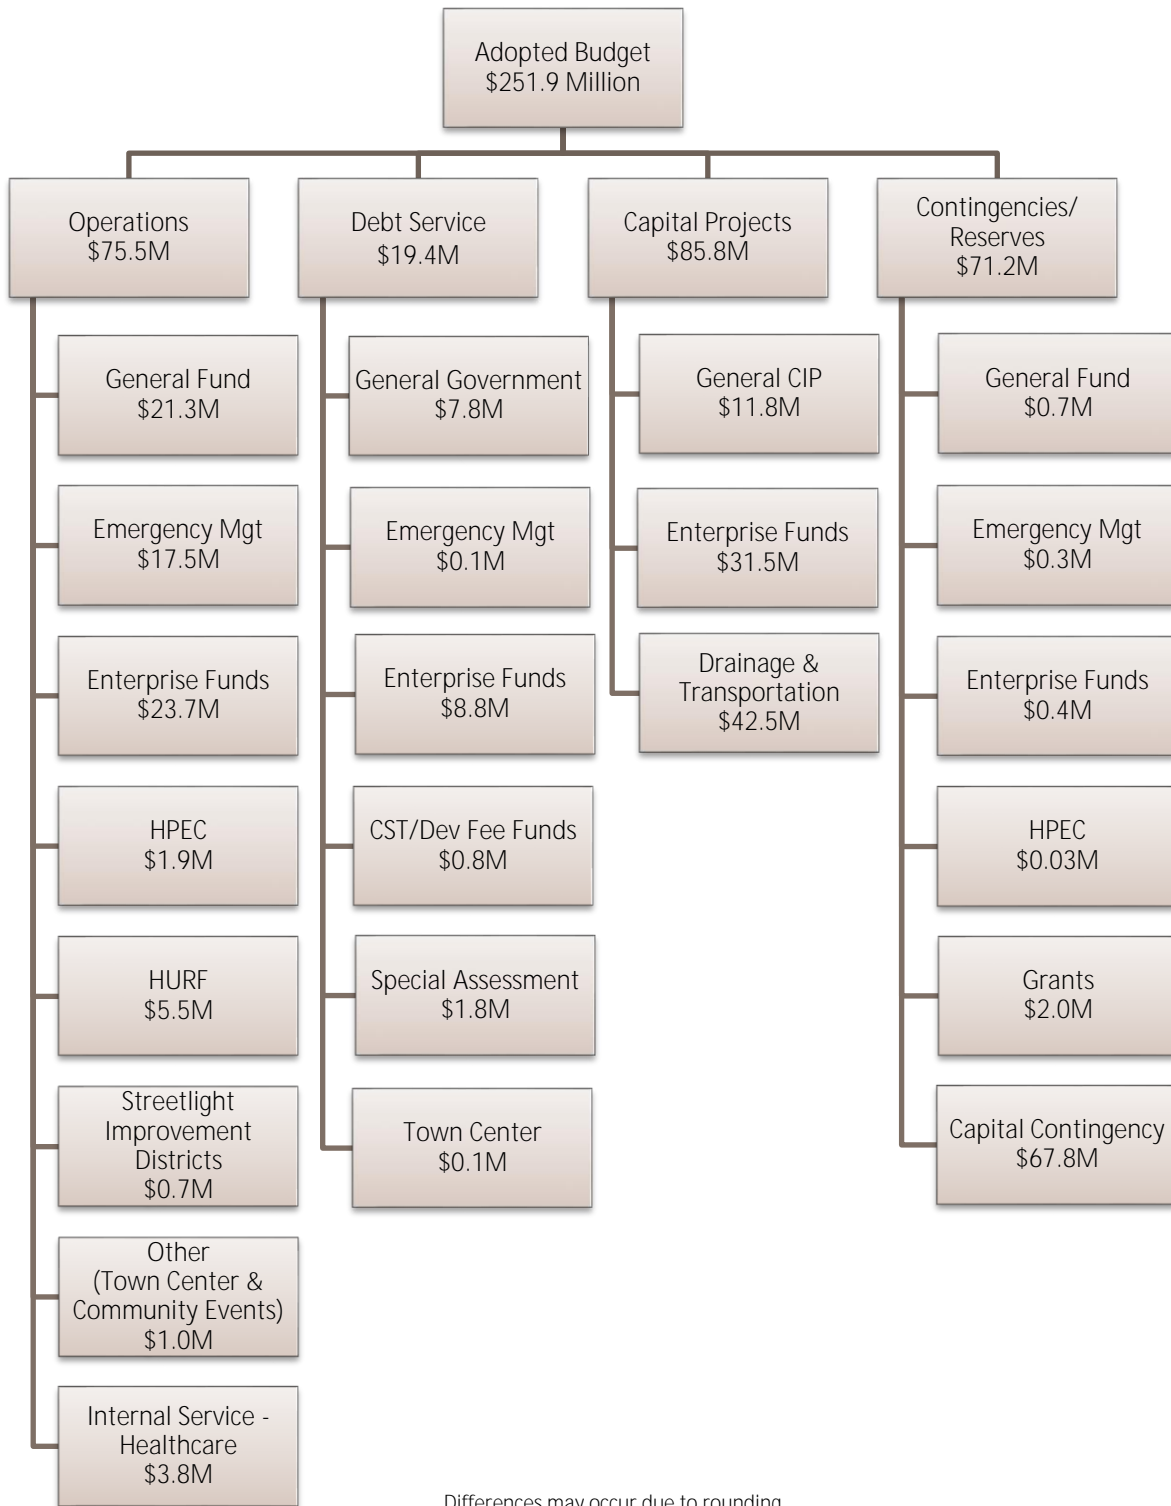 Adopted Budget
$251.9 Million
Operations
$75.5M
Debt Service
$19.4M
Capital Projects
$85.8M
Contingencies/
Reserves
$71.2M
General Fund
$21.3M
Emergency Mgt
$17.5M
Enterprise Funds
$23.7M
HPEC
$1.9M
HURF
$5.5M
Streetlight
Improvement
Districts
$0.7M
Other
(Town Center &
Community Events)
$1.0M
Internal Service -
Healthcare
$3.8M
General Government
$7.8M
Emergency Mgt
$0.1M
Enterprise Funds
$8.8M
CST/Dev Fee Funds
$0.8M
Special Assessment
$1.8M
Town Center
$0.1M
General CIP
$11.8M
Enterprise Funds
$31.5M
Drainage &
Transportation
$42.5M
General Fund
$0.7M
Emergency Mgt
$0.3M
Enterprise Funds
$0.4M
HPEC
$0.03M
Grants
$2.0M
Capital Contingency
$67.8M
Differences may occur due to rounding